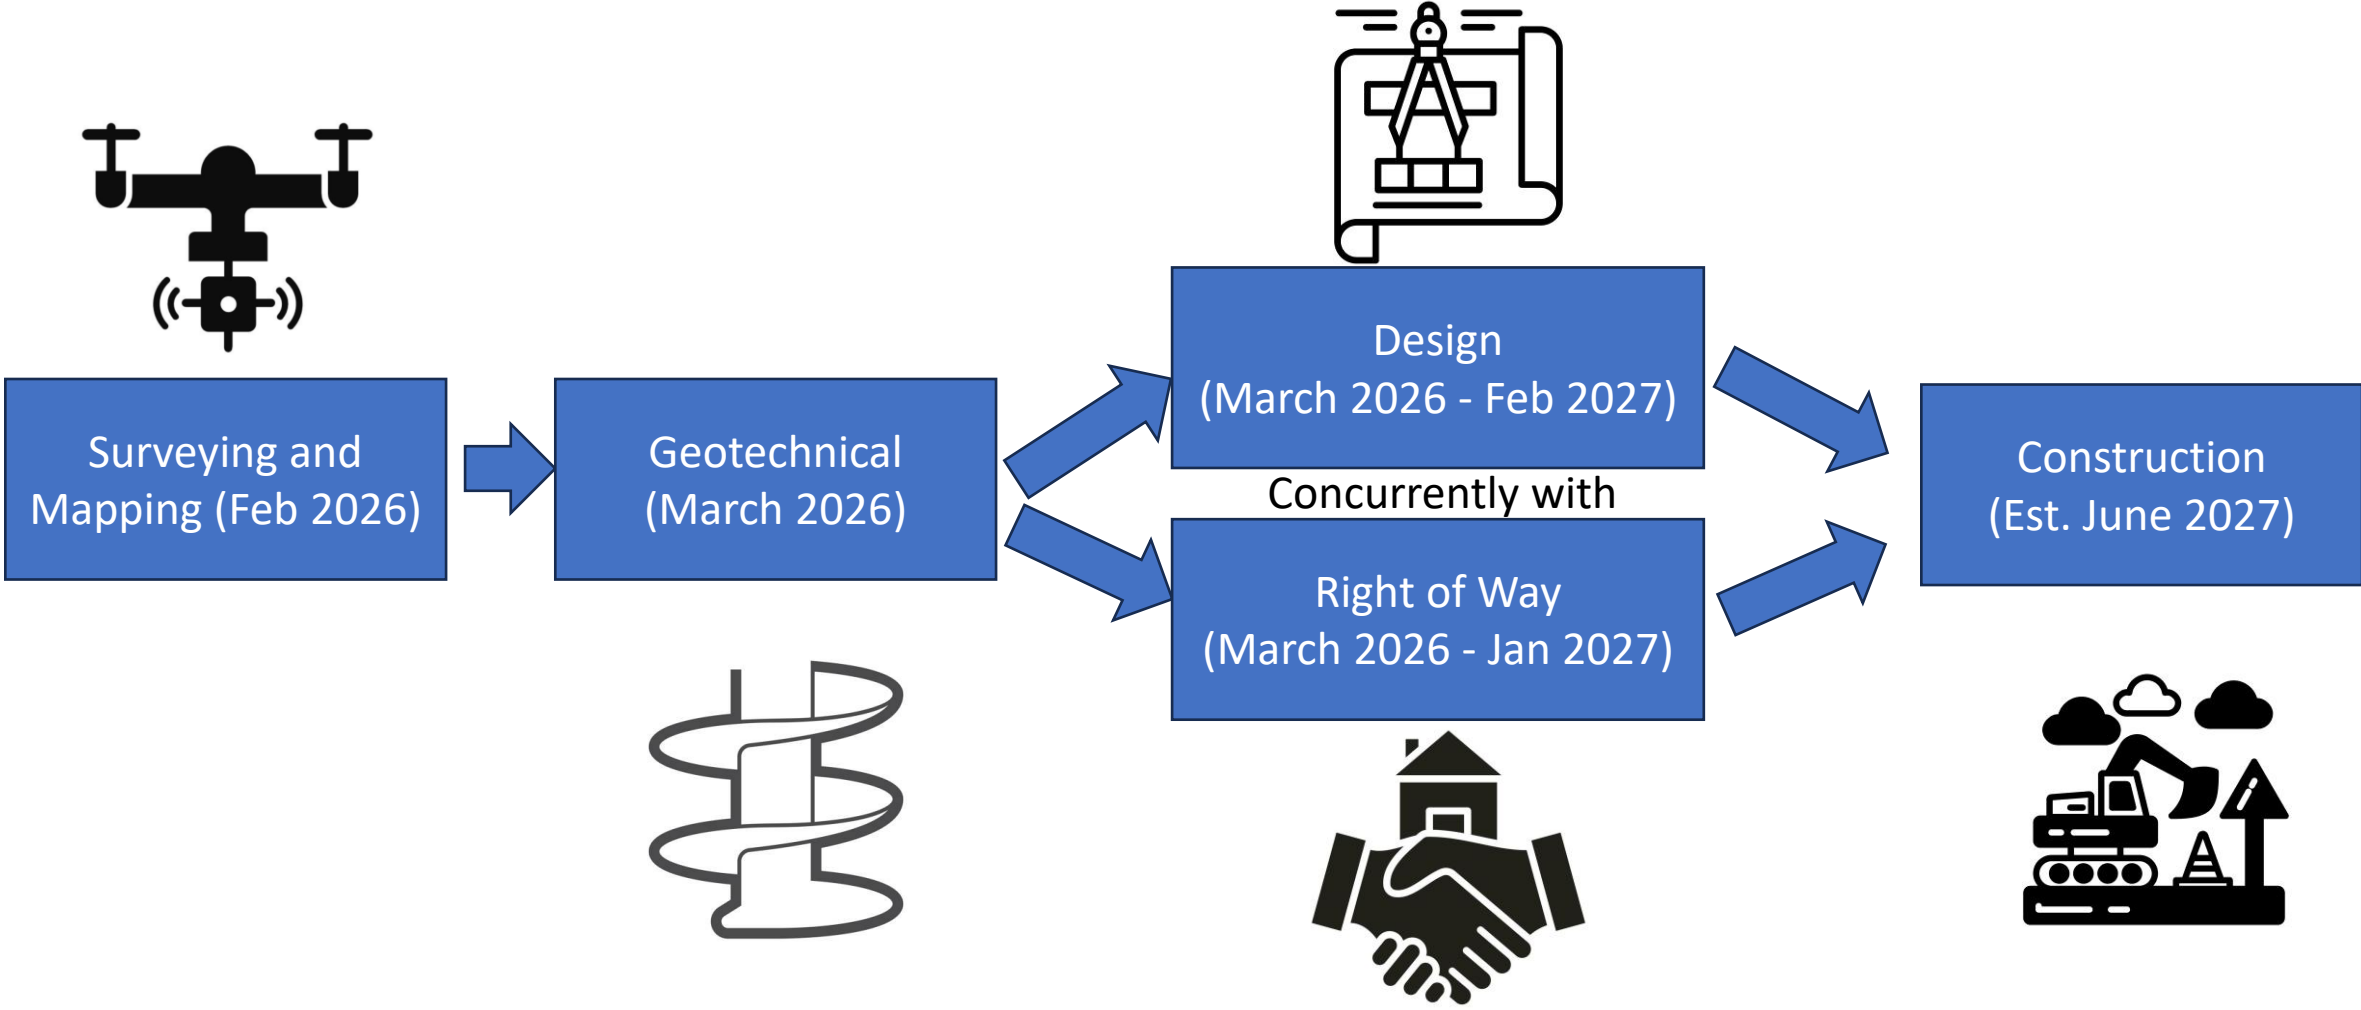 Surveying and
Mapping (Feb 2026)
Geotechnical
(March 2026)
Design
(March 2026 - Feb 2027)
Concurrently with
Right of Way
(March 2026 - Jan 2027)
Construction
(Est. June 2027)